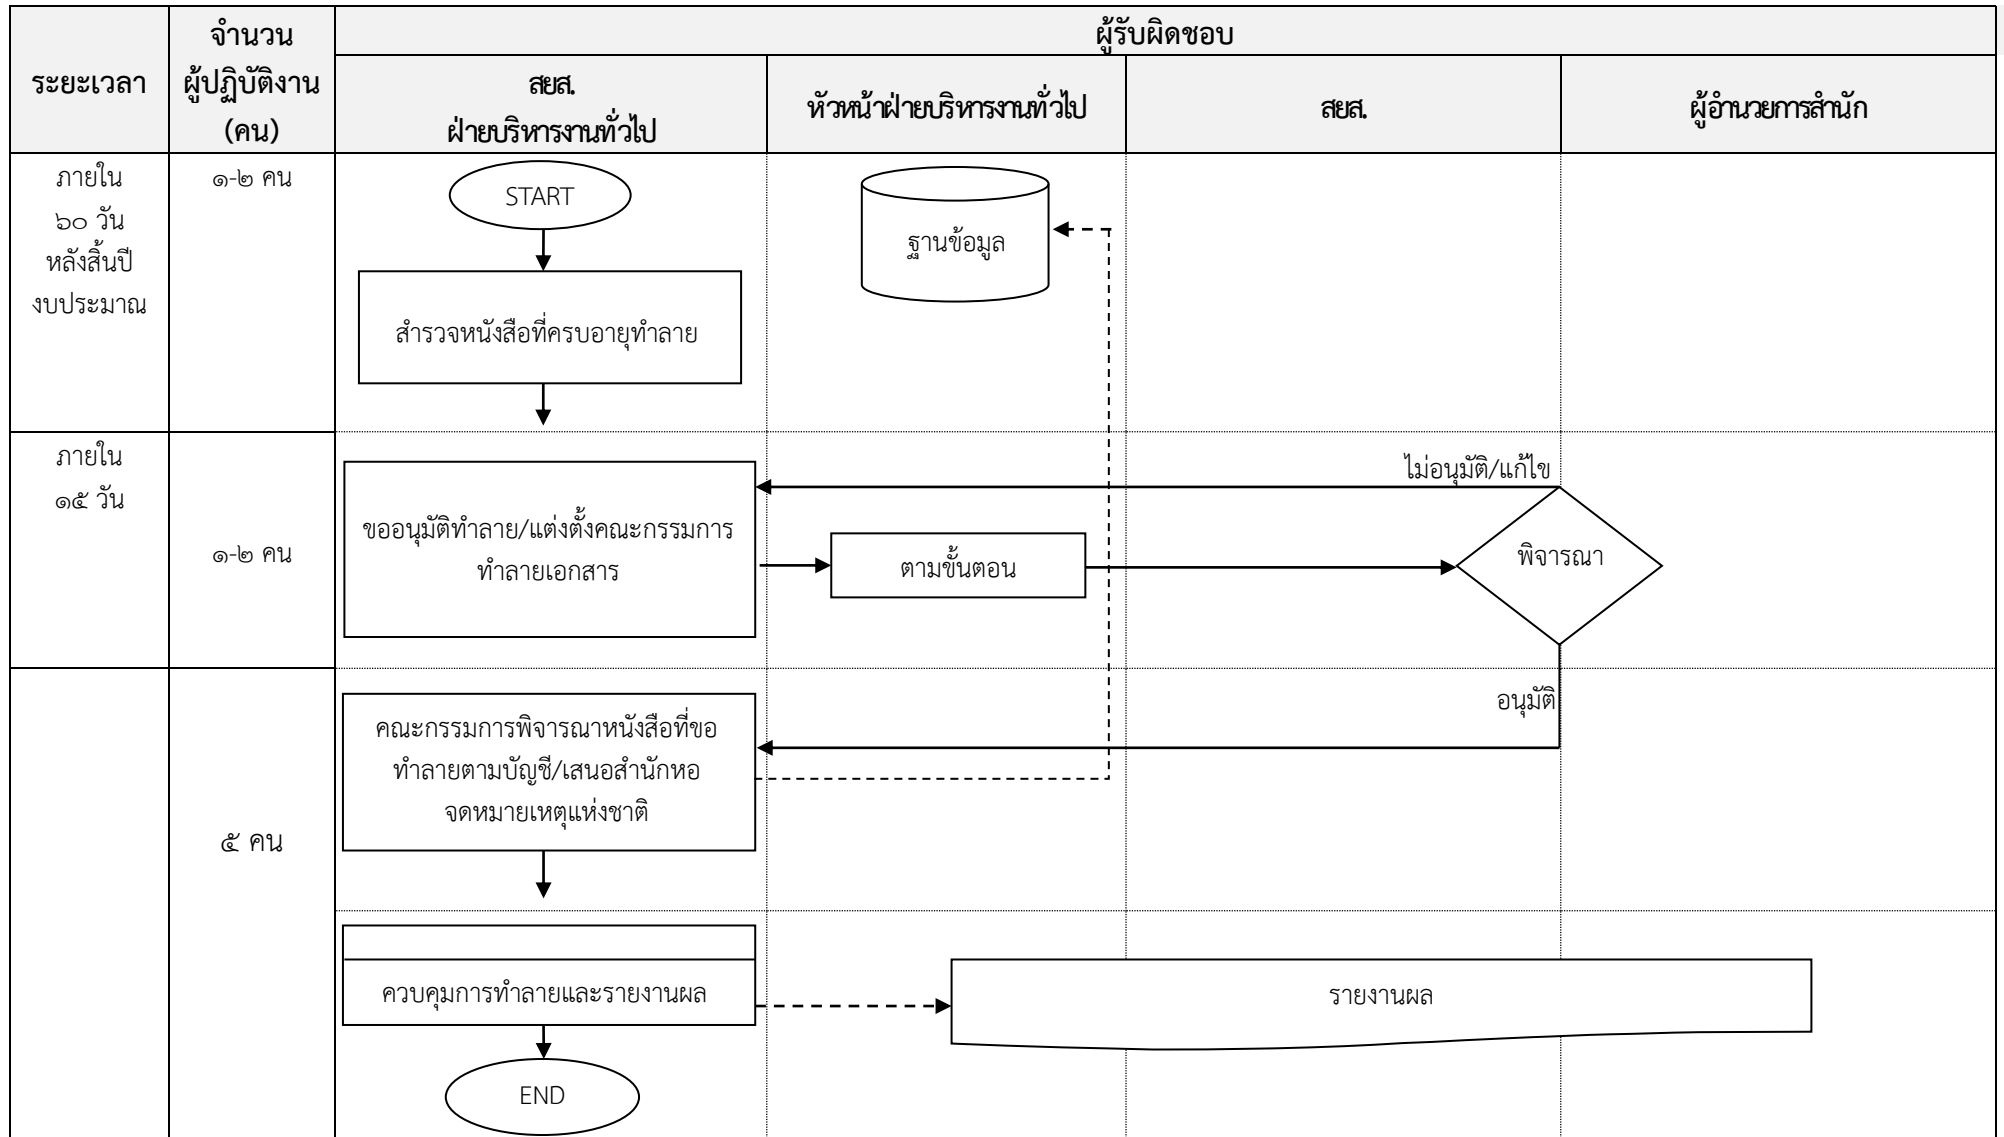 ระยะเวลา
จำนวน
ผู้ปฏิบัติงาน
(คน)
ผู้รับผิดชอบ
สยส.
ฝ่ายบริหารงานทั่วไป
หัวหน้าฝ่ายบริหารงานทั่วไป
สยส.
ผู้อำนวยการสำนัก
ภายใน
๖๐ วัน
หลังสิ้นปี
งบประมาณ
๑-๒ คน
START
ฐานข้อมูล
สำรวจหนังสือที่ครบอายุทำลาย
ภายใน
๑๕ วัน
๑-๒ คน
ไม่อนุมัติ/แก้ไข
ขออนุมัติทำลาย/แต่งตั้งคณะกรรมการ
ทำลายเอกสาร
ตามขั้นตอน
พิจารณา
อนุมัติ
๕ คน
คณะกรรมการพิจารณาหนังสือที่ขอ
ทำลายตามบัญชี/เสนอสำนักหอ
จดหมายเหตุแห่งชาติ
ควบคุมการทำลายและรายงานผล
รายงานผล
END